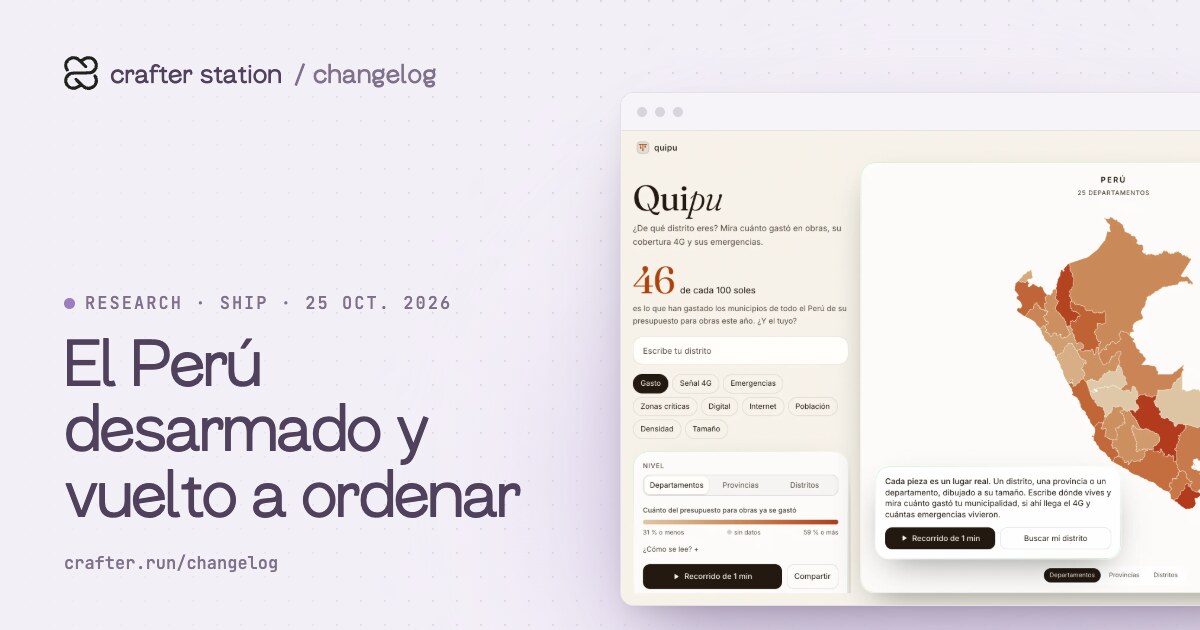 crafter station / changelog
RESEARCH · SHIP · 25 OCT. 2026
El Perú
desarmado y
vuelto a ordenar
crafter.run/changelog
quipu
Quipu
¿De qué distrito eres? Mira cuánto gastó en obras, su
cobertura 4G y sus emergencias.
46 de cada 100 soles
es lo que han gastado los municipios de todo el Perú de su
presupuesto para obras este año. ¿Y el tuyo?
Escribe tu distrito
Gasto Señal 4G Emergencias
Zonas críticas Digital Internet Población
Densidad Tamaño
NIVEL
Departamentos Provincias Distritos
Cuánto del presupuesto para obras ya se gastó
31 % o menos sin datos 59 % o más
¿Cómo se lee? +
Recorrido de 1 min Compartir
PERÚ
25 DEPARTAMENTOS
Cada pieza es un lugar real. Un distrito, una provincia o un
departamento, dibujado a su tamaño. Escribe dónde vives y
mira cuánto gastó tu municipalidad, si ahí llega el 4G y
cuántas emergencias vivieron.
Recorrido de 1 min Buscar mi distrito
Departamentos Provincias Distritos